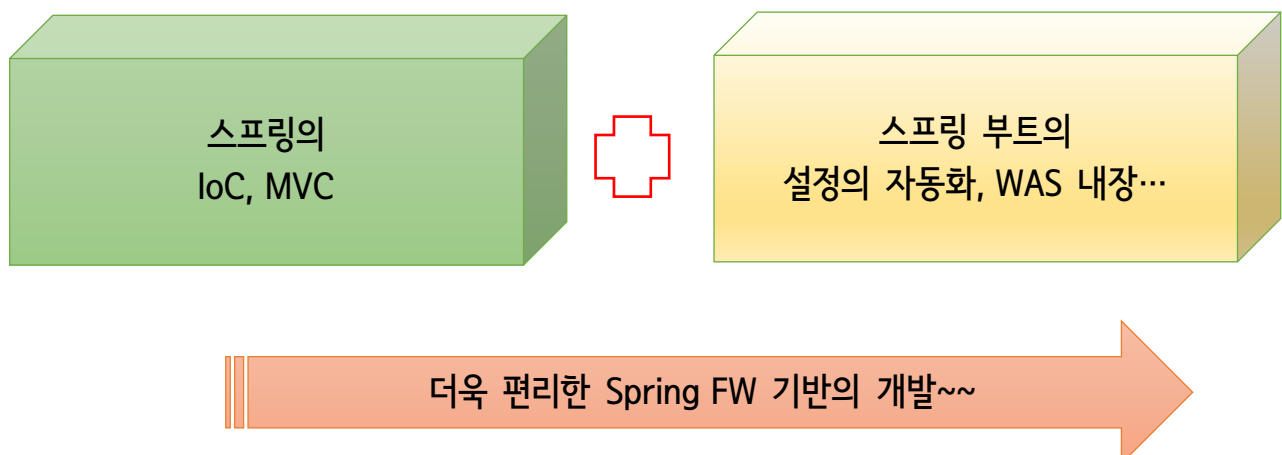 스프링의
IoC, MVC
스프링 부트의
설정의 자동화, WAS 내장…
더욱 편리한 Spring FW 기반의 개발~~